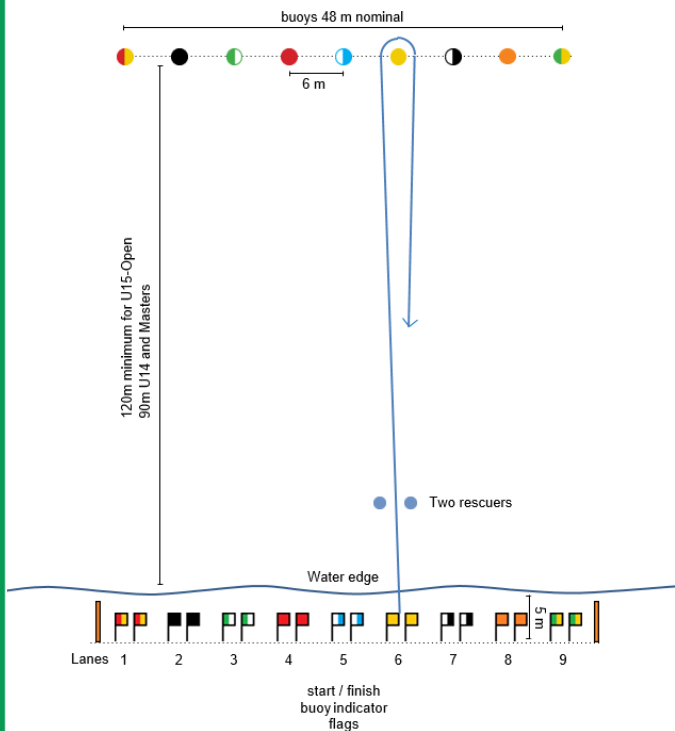 buoys 48 m nominal
6 m
120m minimum for U15-Open
90m U14 and Masters
Two rescuers
Water edge
5 m
Lanes 1 2 3 4 5 6 7 8 9
start / finish
buoy indicator
flags